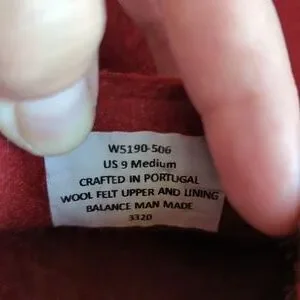 W5190-506
US 9 Medium
CRAFTED IN PORTUGAL
WOOL FELT UPPER AND LINING
BALANCE MAN MADE
3320